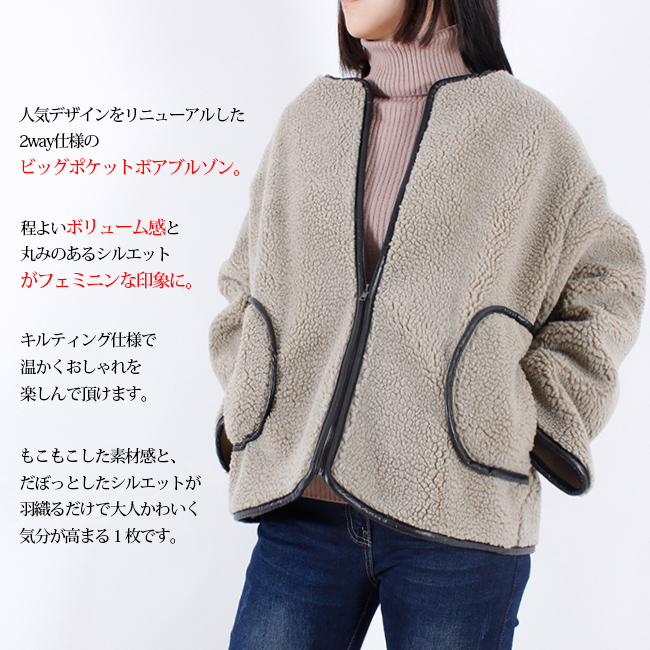 人気デザインをリニューアルした
2way仕様の
ビッグポケットボアブルゾン。
程よいボリューム感と
丸みのあるシルエット
がフェミニンな印象に。
キルティング仕様で
温かくおしゃれを
楽しんで頂けます。
もこもこした素材感と、
だぼっとしたシルエットが
羽織るだけで大人かわいく
気分が高まる1枚です。